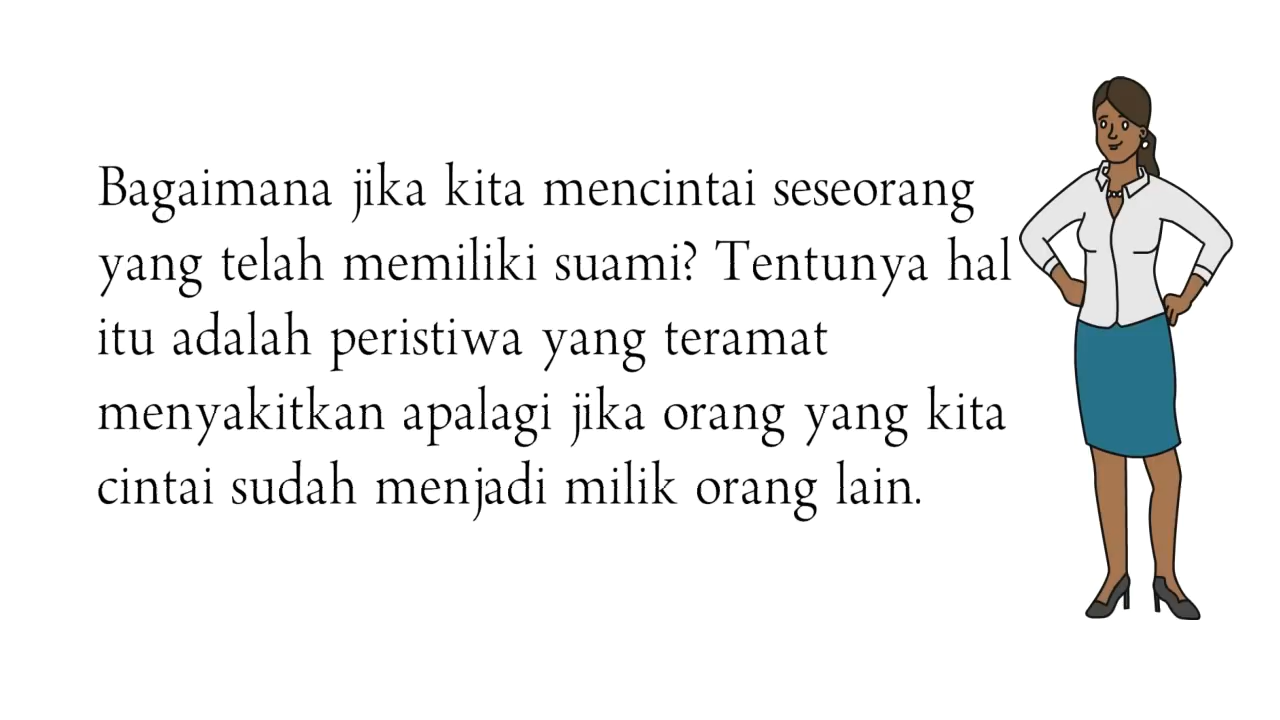 Bagaimana jika kita mencintai seseorang
yang telah memiliki suami? Tentunya hal
itu adalah peristiwa yang teramat
menyakitkan apalagi jika orang yang kita
cintai sudah menjadi milik orang lain.